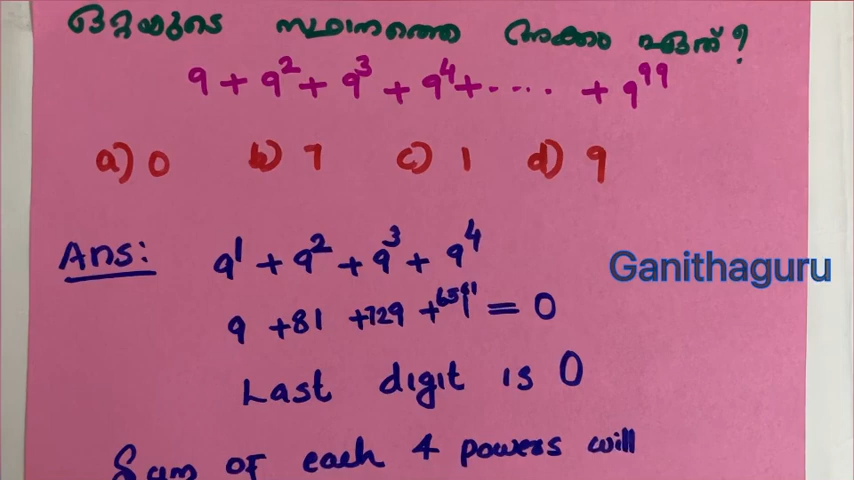 ഒറ്റയുടെ സ്ഥാനത്തെ അക്കം ഏത്?
9 + 9² + 9³ + 9⁴ + .... + 9⁹⁹
a) 0 b) 7 c) 1 d) 9
Ans: 9¹ + 9² + 9³ + 9⁴
Ganithaguru
9 + 81 + 729 + 6561 = 0
Last digit is 0
Sum of each 4 powers will